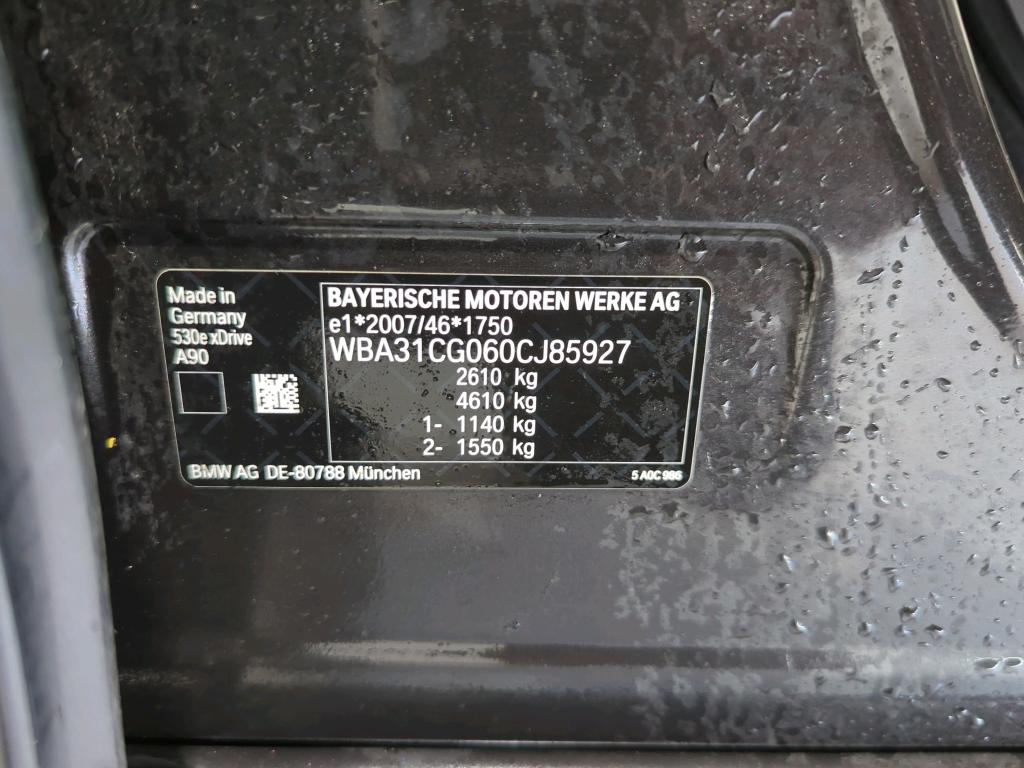 Made in
Germany
530e xDrive
A90
BAYERISCHE MOTOREN WERKE AG
e1*2007/46*1750
WBA31CG060CJ85927
2610 kg
4610 kg
1- 1140 kg
2- 1550 kg
BMW AG DE-80788 München
5 A0C 986